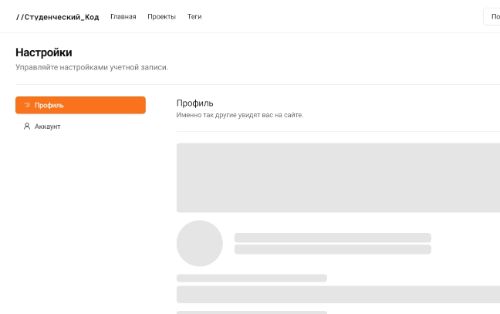 //Студенческий_Код Главная Проекты Теги По
Настройки
Управляйте настройками учетной записи.
Профиль
Аккаунт
Профиль
Именно так другие увидят вас на сайте.